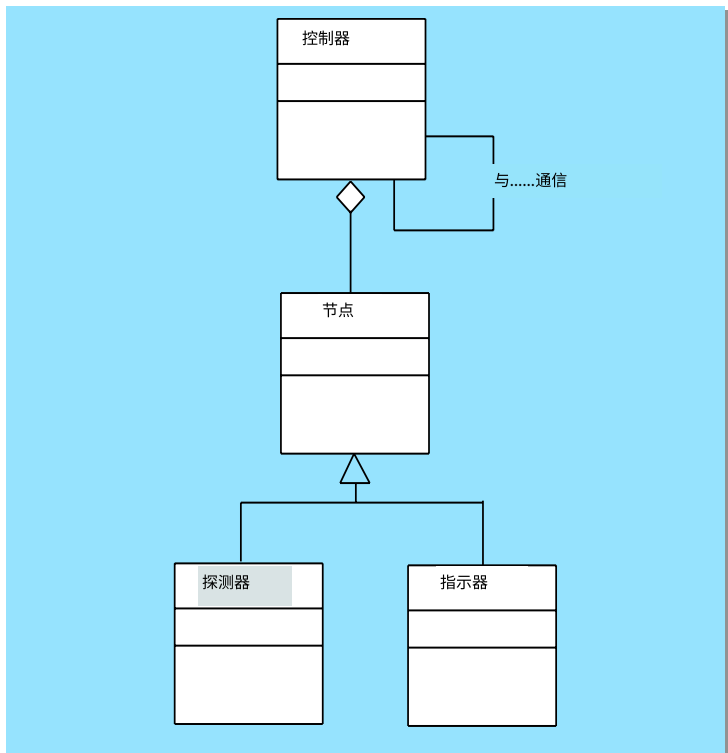 控制器
与......通信
节点
探测器
指示器